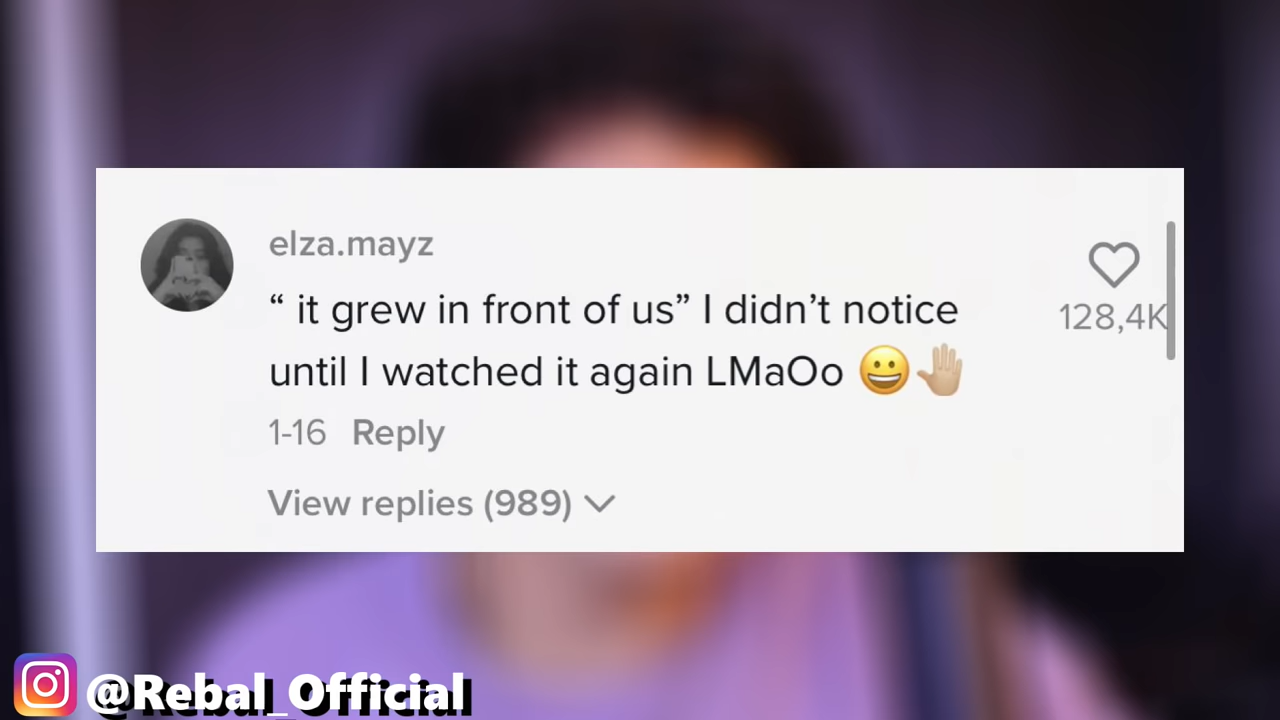 elza.mayz
“ it grew in front of us” I didn’t notice
until I watched it again LMaOo 😀🤚🏼
128,4K
1-16 Reply
View replies (989)
@Rebal_Official